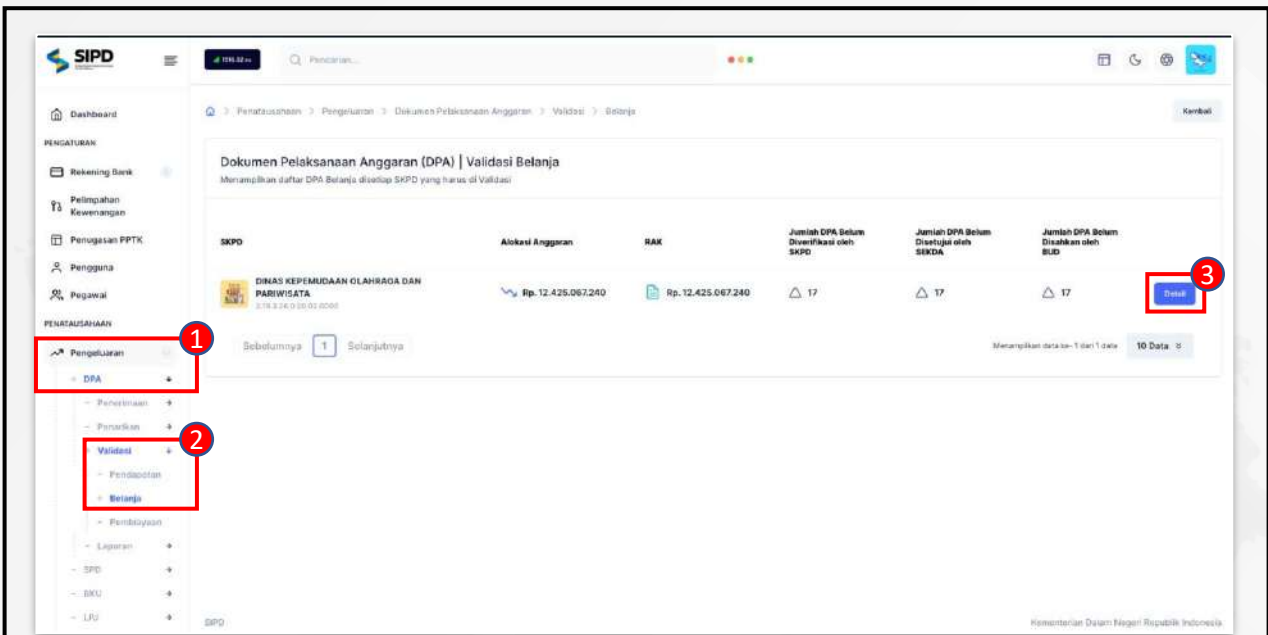 SIPD
Pencarian...
Dashboard
PENGATURAN
Rekening Bank
Pelimpahan
Kewenangan
Penugasan PPTK
Pengguna
Pegawai
PENATAUSAHAAN
1
Pengeluaran
DPA
Penerimaan
Penarikan
2
Validasi
Pendapatan
Belanja
Pembiayaan
Laporan
SPD
BKU
LPJ
Penatausahaan > Pengeluaran > Dokumen Pelaksanaan Anggaran > Validasi > Belanja
Kembali
Dokumen Pelaksanaan Anggaran (DPA) | Validasi Belanja
Menampilkan daftar DPA Belanja disetiap SKPD yang harus di Validasi
SKPD
Alokasi Anggaran
RAK
Jumlah DPA Belum
Diverifikasi oleh
SKPD
Jumlah DPA Belum
Disetujui oleh
SEKDA
Jumlah DPA Belum
Disahkan oleh
BUD
DINAS KEPEMUDAAN OLAHRAGA DAN
PARIWISATA
Rp. 12.425.067.240
Rp. 12.425.067.240
17
17
17
3
Detail
Sebelumnya 1 Selanjutnya
Menampilkan data ke- 1 dari 1 data
10 Data
SIPD
Kementerian Dalam Negeri Republik Indonesia